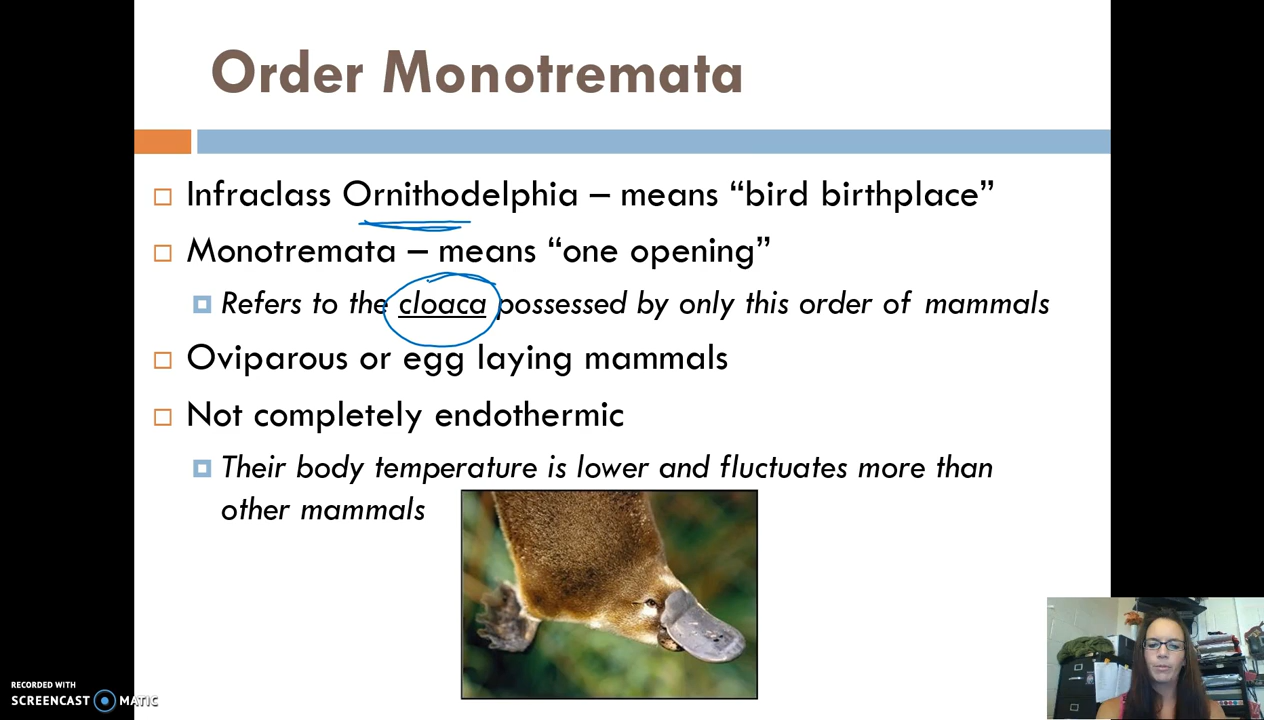 Order Monotremata
Infraclass Ornithodelphia – means “bird birthplace”
Monotremata – means “one opening”
Refers to the cloaca possessed by only this order of mammals
Oviparous or egg laying mammals
Not completely endothermic
Their body temperature is lower and fluctuates more than
other mammals
RECORDED WITH
SCREENCAST MATIC